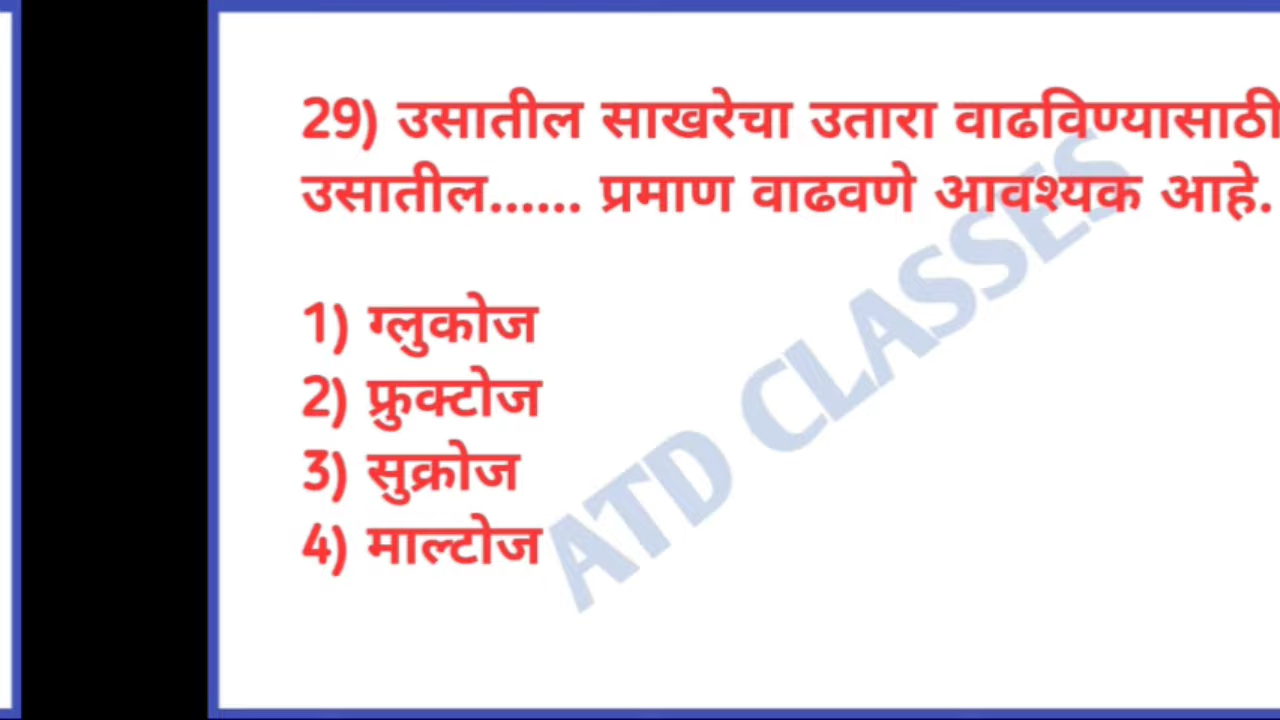 29) उसातील साखरेचा उतारा वाढविण्यासाठी
उसातील...... प्रमाण वाढवणे आवश्यक आहे.
1) ग्लुकोज
2) फ्रुक्टोज
3) सुक्रोज
4) माल्टोज
ATD CLASSES